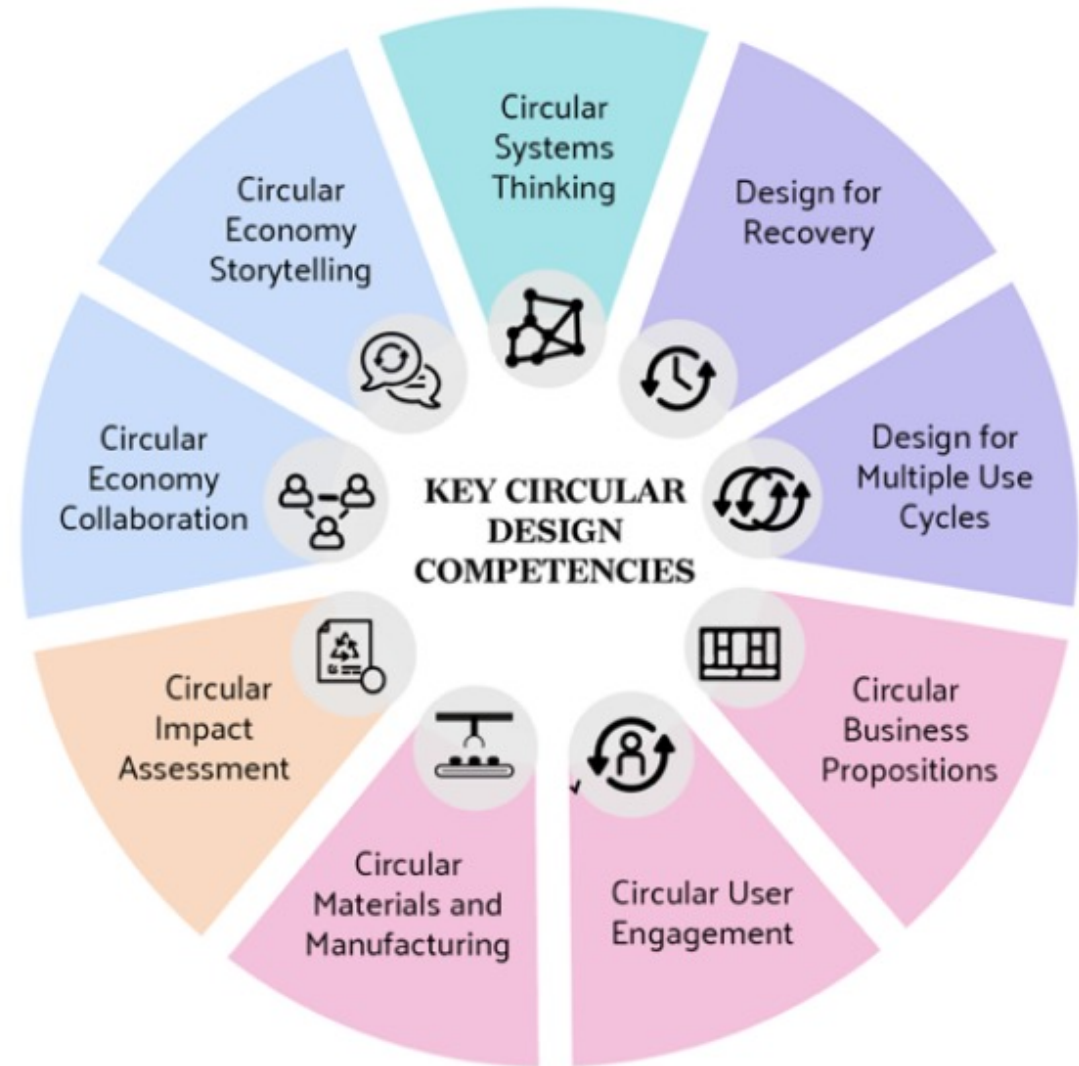 Circular
Systems
Thinking
Design for
Recovery
Design for
Multiple Use
Cycles
Circular
Business
Propositions
Circular User
Engagement
Circular
Materials and
Manufacturing
Circular
Impact
Assessment
Circular
Economy
Collaboration
Circular
Economy
Storytelling
KEY CIRCULAR
DESIGN
COMPETENCIES